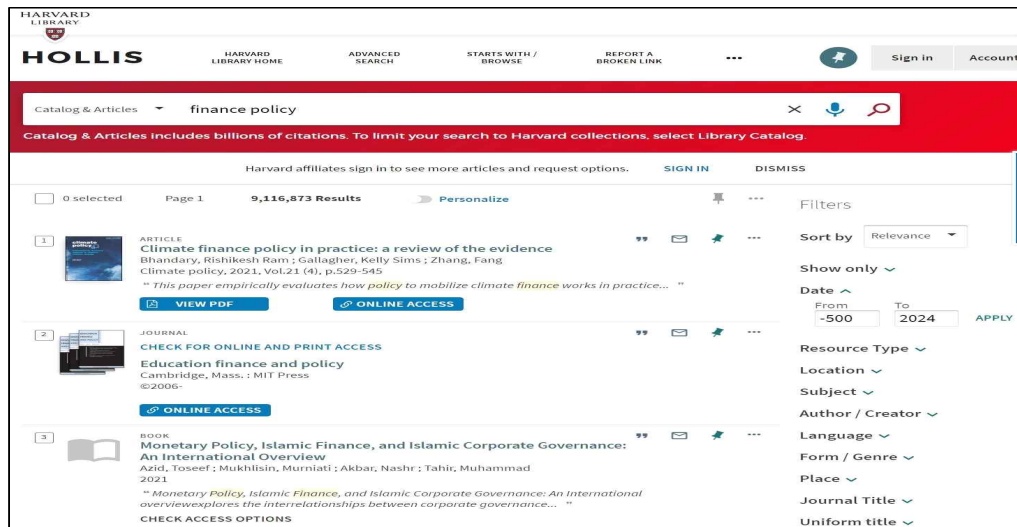 HARVARD
LIBRARY
HOLLIS
HARVARD
LIBRARY HOME
ADVANCED
SEARCH
STARTS WITH /
BROWSE
REPORT A
BROKEN LINK
Sign in
Account
Catalog & Articles
finance policy
Catalog & Articles includes billions of citations. To limit your search to Harvard collections, select Library Catalog.
Harvard affiliates sign in to see more articles and request options. SIGN IN DISMISS
0 selected Page 1 9,116,873 Results Personalize
1
climate
policy
ARTICLE
Climate finance policy in practice: a review of the evidence
Bhandary, Rishikesh Ram ; Gallagher, Kelly Sims ; Zhang, Fang
Climate policy, 2021, Vol.21 (4), p.529-545
" This paper empirically evaluates how policy to mobilize climate finance works in practice... "
VIEW PDF ONLINE ACCESS
2
JOURNAL
CHECK FOR ONLINE AND PRINT ACCESS
Education finance and policy
Cambridge, Mass. : MIT Press
©2006-
ONLINE ACCESS
3
BOOK
Monetary Policy, Islamic Finance, and Islamic Corporate Governance:
An International Overview
Azid, Toseef ; Mukhlisin, Murniati ; Akbar, Nashr ; Tahir, Muhammad
2021
" Monetary Policy, Islamic Finance, and Islamic Corporate Governance: An International
overviewexplores the interrelationships between corporate governance... "
CHECK ACCESS OPTIONS
Filters
Sort by Relevance
Show only
Date
From To
-500 2024 APPLY
Resource Type
Location
Subject
Author / Creator
Language
Form / Genre
Place
Journal Title
Uniform title